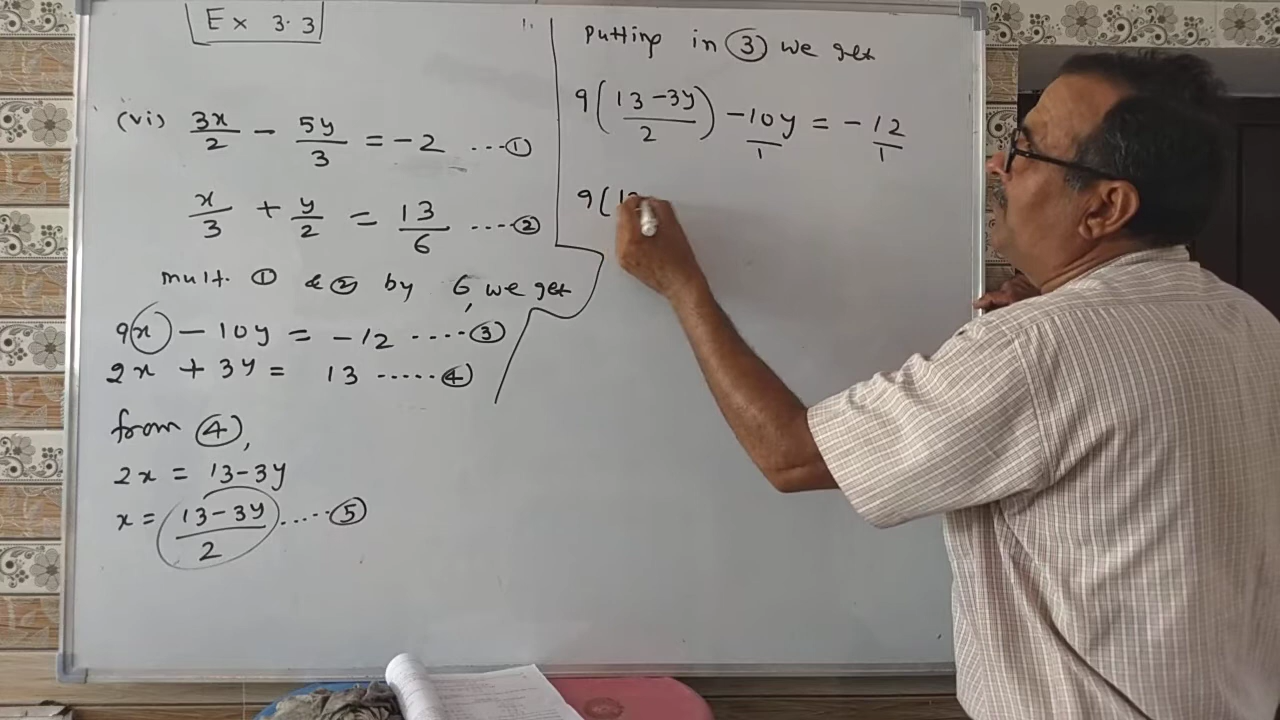 Ex 3.3
(vi) 3x/2 - 5y/3 = -2 ...①
x/3 + y/2 = 13/6 ....②
mult. ① & ② by 6, we get
9x - 10y = -12 ....③
2x + 3y = 13 .....④
from ④,
2x = 13-3y
x = 13-3y/2 .....⑤
putting in ③ we get
9(13-3y/2) - 10y/1 = -12/1
9(13